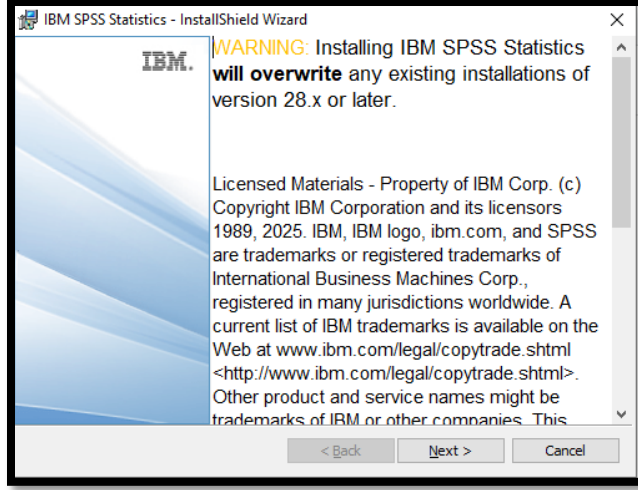 IBM SPSS Statistics - InstallShield Wizard
IBM.
WARNING: Installing IBM SPSS Statistics
will overwrite any existing installations of
version 28.x or later.
Licensed Materials - Property of IBM Corp. (c)
Copyright IBM Corporation and its licensors
1989, 2025. IBM, IBM logo, ibm.com, and SPSS
are trademarks or registered trademarks of
International Business Machines Corp.,
registered in many jurisdictions worldwide. A
current list of IBM trademarks is available on the
Web at www.ibm.com/legal/copytrade.shtml
<http://www.ibm.com/legal/copytrade.shtml>.
Other product and service names might be
trademarks of IBM or other companies. This
< Back
Next >
Cancel